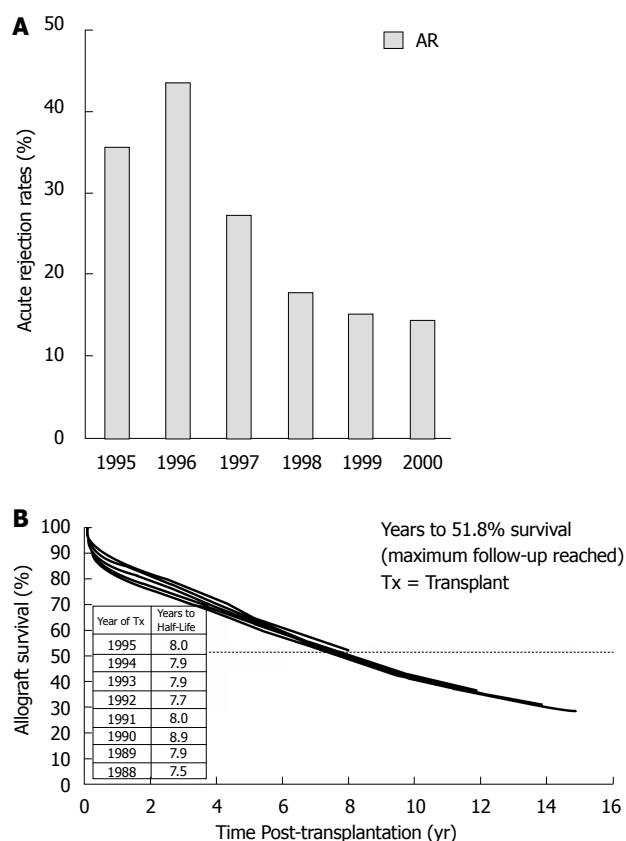 A
50
40
30
20
10
0
Acute rejection rates (%)
AR
1995 1996 1997 1998 1999 2000
B
100
90
80
70
60
50
40
30
20
10
0
Allograft survival (%)
Years to 51.8% survival
(maximum follow-up reached)
Tx = Transplant
Year of Tx Years to
Half-Life
1995 8.0
1994 7.9
1993 7.9
1992 7.7
1991 8.0
1990 8.9
1989 7.9
1988 7.5
0 2 4 6 8 10 12 14 16
Time Post-transplantation (yr)